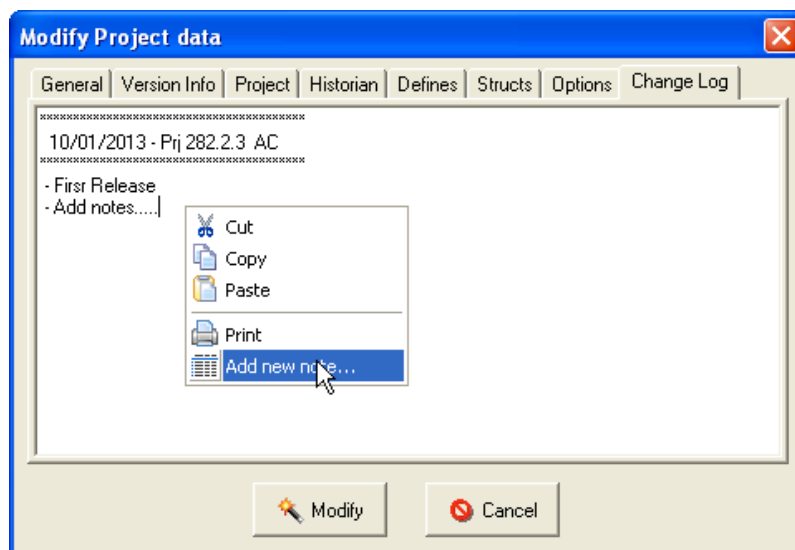 Modify Project data
General Version Info Project Historian Defines Structs Options Change Log
****************************************
10/01/2013 - Prj 282.2.3 AC
****************************************
- Firsr Release
- Add notes.....
Cut
Copy
Paste
Print
Add new note...
Modify Cancel